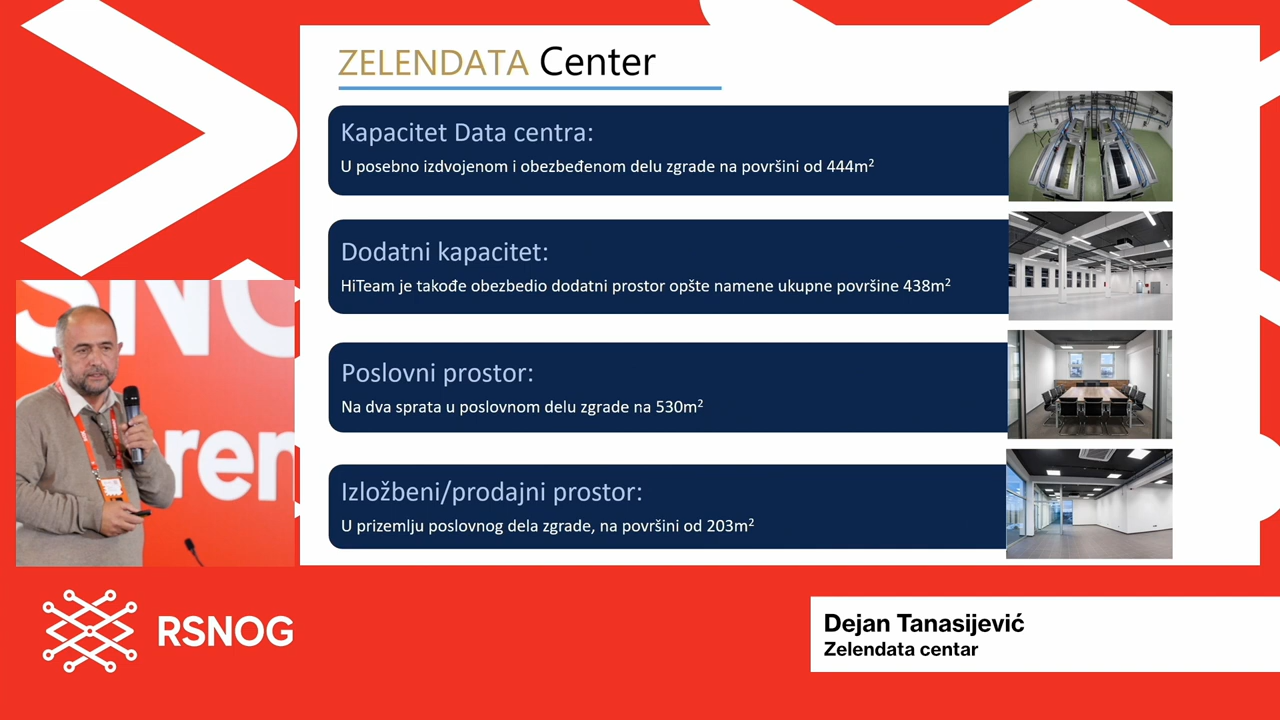 ZELENDATA Center
Kapacitet Data centra:
U posebno izdvojenom i obezbeđenom delu zgrade na površini od 444m²
Dodatni kapacitet:
HiTeam je takođe obezbedio dodatni prostor opšte namene ukupne površine 438m²
Poslovni prostor:
Na dva sprata u poslovnom delu zgrade na 530m²
Izložbeni/prodajni prostor:
U prizemlju poslovnog dela zgrade, na površini od 203m²
SNO
eren
RSNOG
Dejan Tanasijević
Zelendata centar